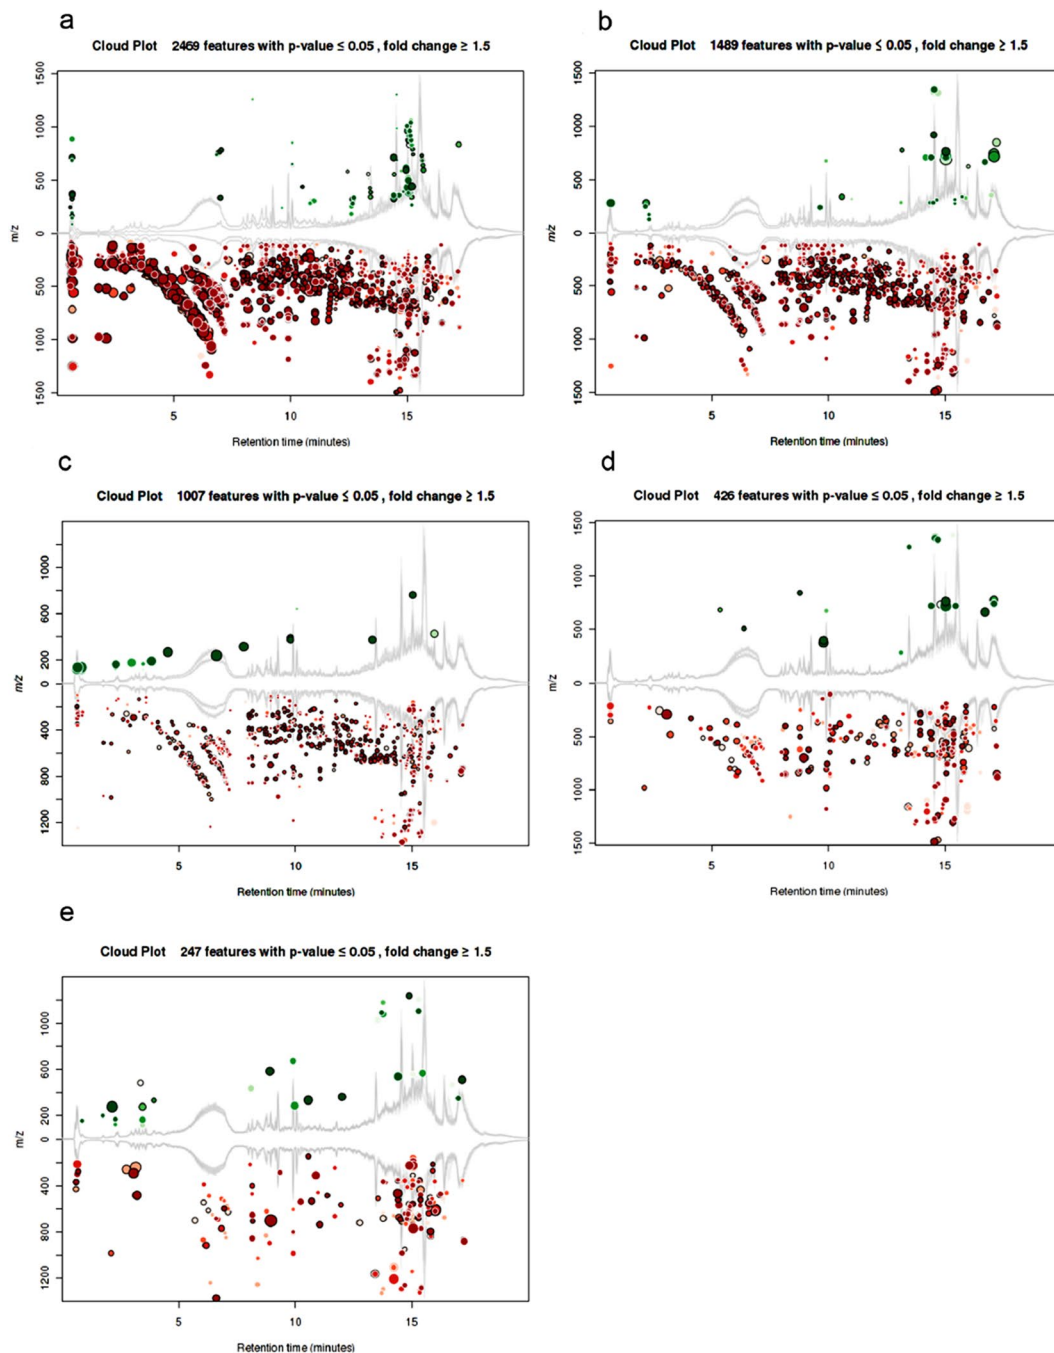 a
Cloud Plot 2469 features with p-value ≤ 0.05 , fold change ≥ 1.5
1500
1000
500
0
500
1000
1500
m/z
5 10 15
Retention time (minutes)
b
Cloud Plot 1489 features with p-value ≤ 0.05 , fold change ≥ 1.5
1500
1000
500
0
500
1000
1500
m/z
5 10 15
Retention time (minutes)
c
Cloud Plot 1007 features with p-value ≤ 0.05 , fold change ≥ 1.5
1000
600
400
200
0
400
600
800
1200
m/z
5 10 15
Retention time (minutes)
d
Cloud Plot 426 features with p-value ≤ 0.05 , fold change ≥ 1.5
1500
1000
500
0
500
1000
1500
m/z
5 10 15
Retention time (minutes)
e
Cloud Plot 247 features with p-value ≤ 0.05 , fold change ≥ 1.5
1000
600
400
200
0
400
600
800
1200
m/z
5 10 15
Retention time (minutes)